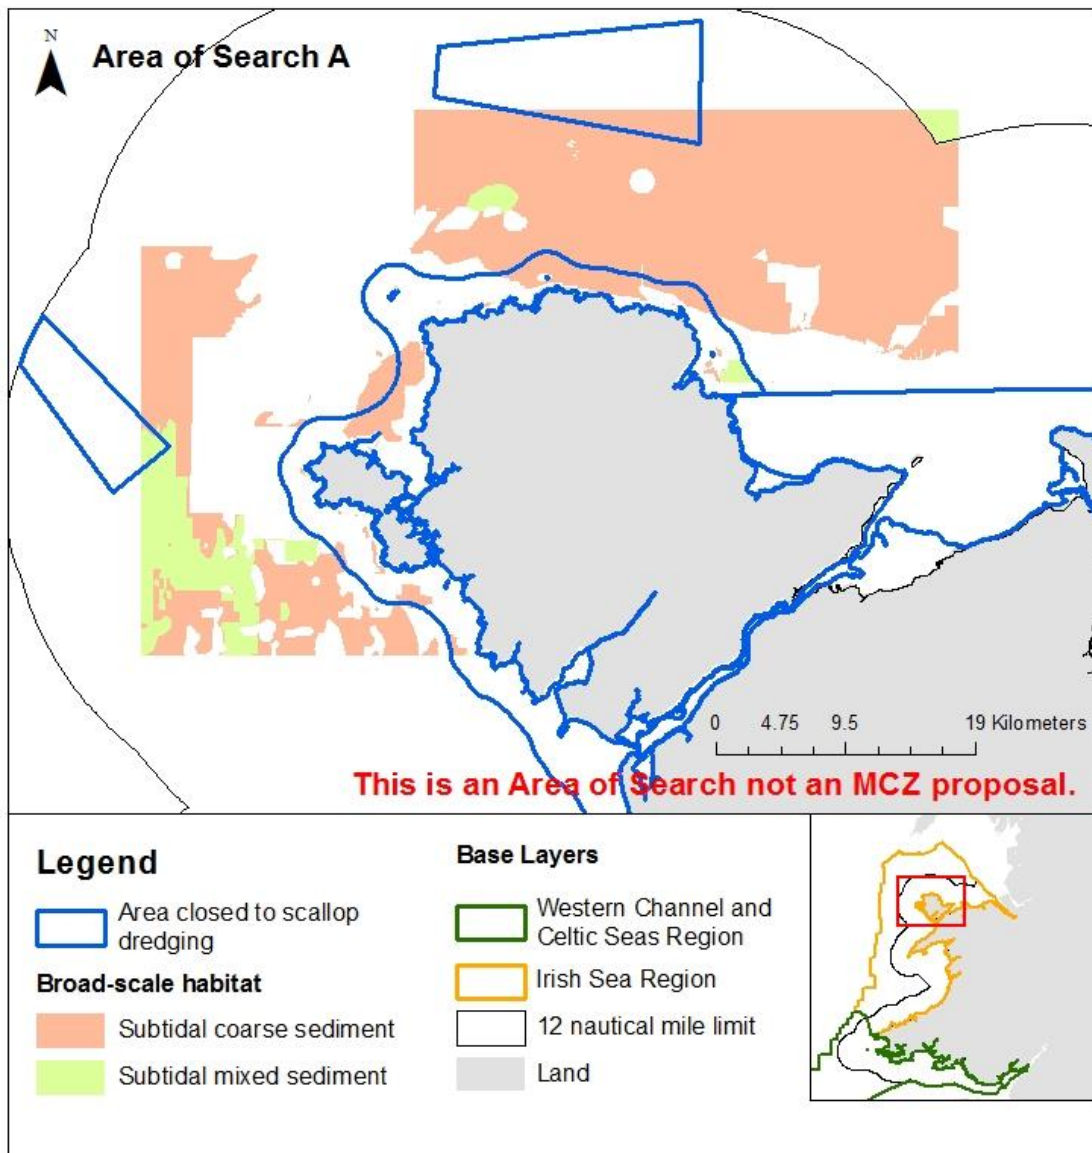 N
Area of Search A
0 4.75 9.5 19 Kilometers
This is an Area of Search not an MCZ proposal.
Legend
Area closed to scallop
dredging
Broad-scale habitat
Subtidal coarse sediment
Subtidal mixed sediment
Base Layers
Western Channel and
Celtic Seas Region
Irish Sea Region
12 nautical mile limit
Land